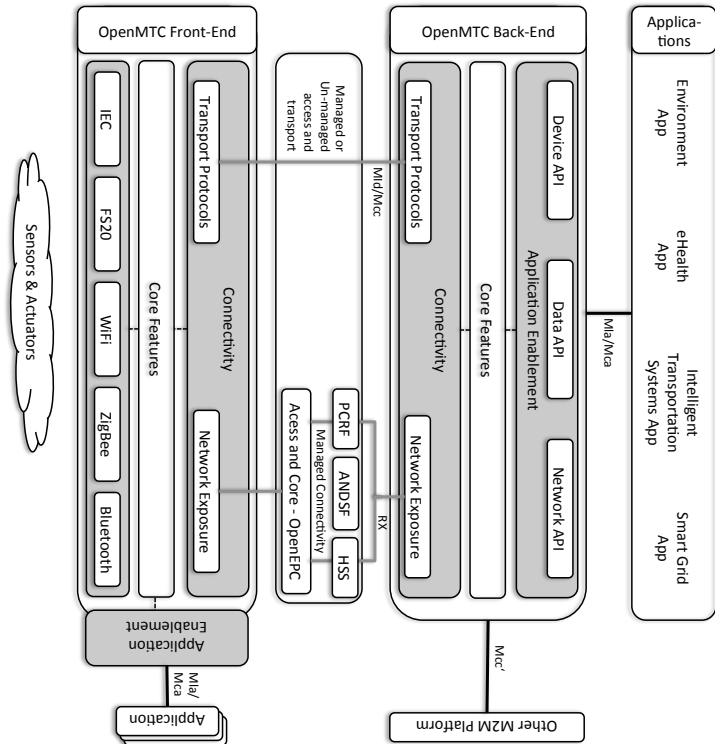 Applica-
tions
Environment
App
eHealth
App
Intelligent
Transportation
Systems App
Smart Grid
App
MIa/Mca
OpenMTC Back-End
Device API
Data API
Network API
Application Enablement
Core Features
Connectivity
Transport Protocols
Network Exposure
Mcc'
Other M2M Platform
MId/Mcc
RX
Managed or
Un-managed
access and
transport
PCRF
ANDSF
HSS
Managed Connectivity
Acess and Core - OpenEPC
OpenMTC Front-End
Transport Protocols
Network Exposure
Connectivity
Core Features
IEC
FS20
WiFi
ZigBee
Bluetooth
Application
Enablement
MIa/
Mca
Application
Sensors & Actuators